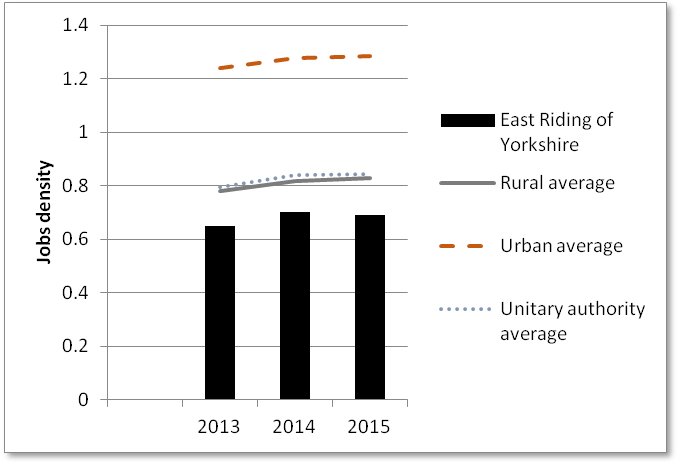 1.4
1.2
1
0.8
0.6
0.4
0.2
0
Jobs density
2013 2014 2015
East Riding of
Yorkshire
Rural average
Urban average
Unitary authority
average